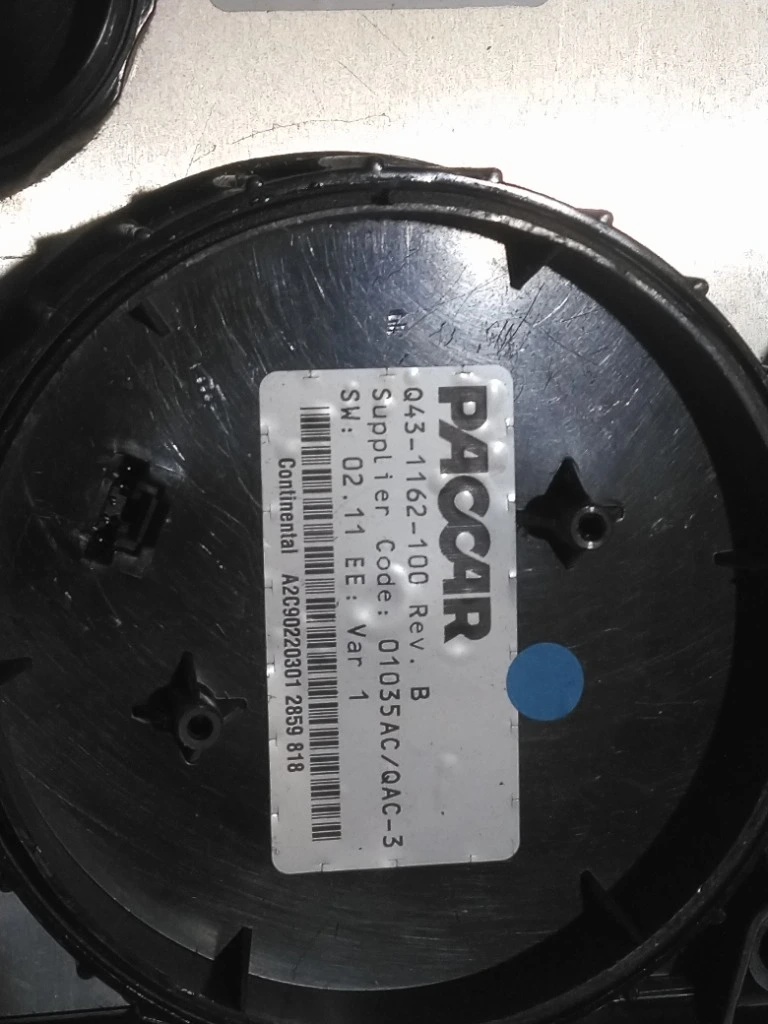 PACCAR
Q43-1162-100 Rev. B
Supplier Code: 01035AC/QAC-3
SW: 02.11 EE: Var 1
Continental A2C90220301 2859 818